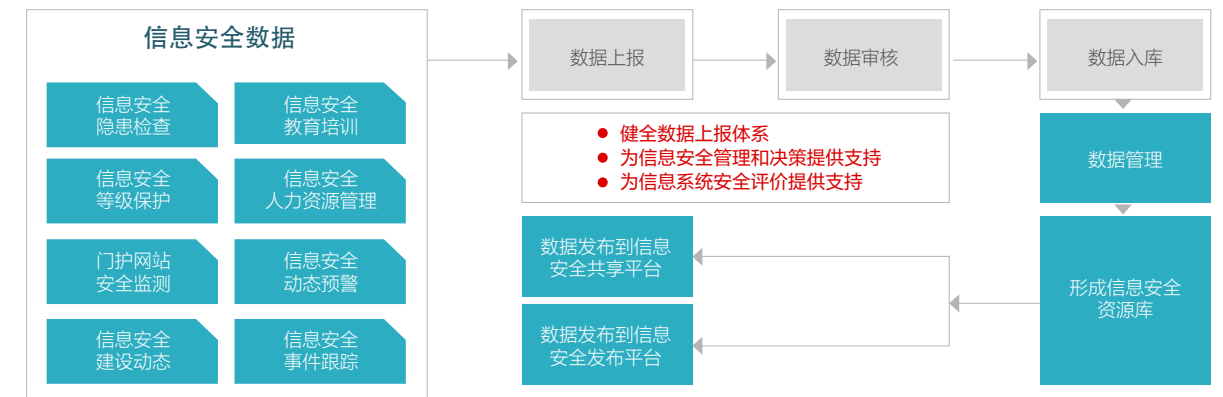 信息安全数据
信息安全
隐患检查
信息安全
教育培训
信息安全
等级保护
信息安全
人力资源管理
门护网站
安全监测
信息安全
动态预警
信息安全
建设动态
信息安全
事件跟踪
数据上报
数据审核
数据入库
● 健全数据上报体系
● 为信息安全管理和决策提供支持
● 为信息系统安全评价提供支持
数据管理
数据发布到信息
安全共享平台
数据发布到信息
安全发布平台
形成信息安全
资源库